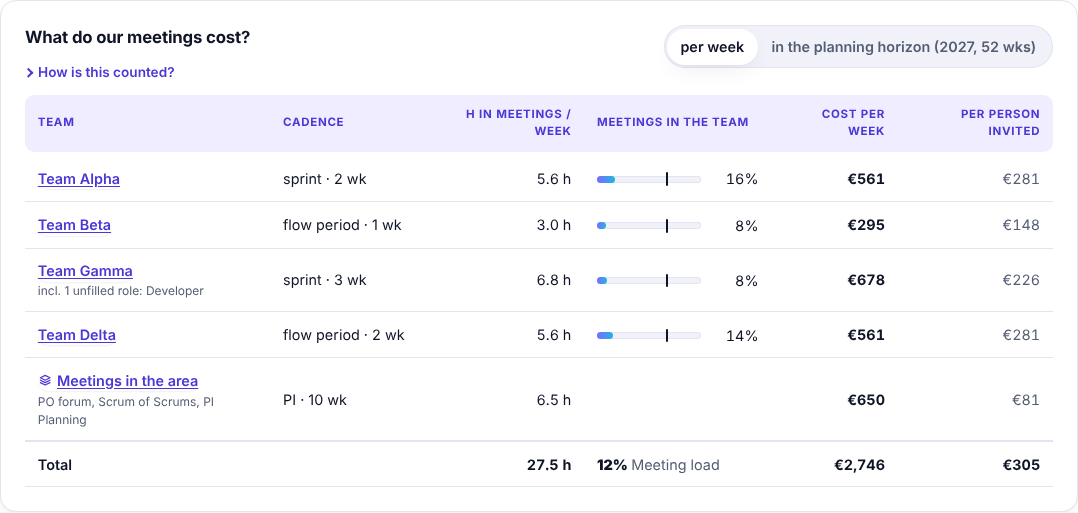 What do our meetings cost?
per week
in the planning horizon (2027, 52 wks)
How is this counted?
TEAM
CADENCE
H IN MEETINGS /
WEEK
MEETINGS IN THE TEAM
COST PER
WEEK
PER PERSON
INVITED
Team Alpha
sprint · 2 wk
5.6 h
16%
€561
€281
Team Beta
flow period · 1 wk
3.0 h
8%
€295
€148
Team Gamma
incl. 1 unfilled role: Developer
sprint · 3 wk
6.8 h
8%
€678
€226
Team Delta
flow period · 2 wk
5.6 h
14%
€561
€281
Meetings in the area
PO forum, Scrum of Scrums, PI
Planning
PI · 10 wk
6.5 h
€650
€81
Total
27.5 h
12% Meeting load
€2,746
€305